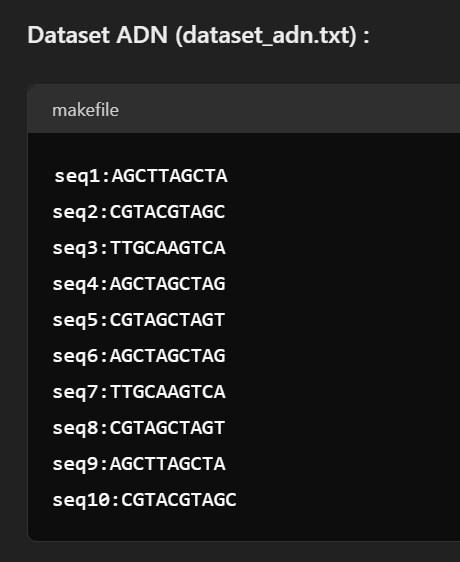 Dataset ADN (dataset_adn.txt) :
makefile
seq1:AGCTTAGCTA
seq2:CGTACGTAGC
seq3:TTGCAAGTCA
seq4:AGCTAGCTAG
seq5:CGTAGCTAGT
seq6:AGCTAGCTAG
seq7:TTGCAAGTCA
seq8:CGTAGCTAGT
seq9:AGCTTAGCTA
seq10:CGTACGTAGC